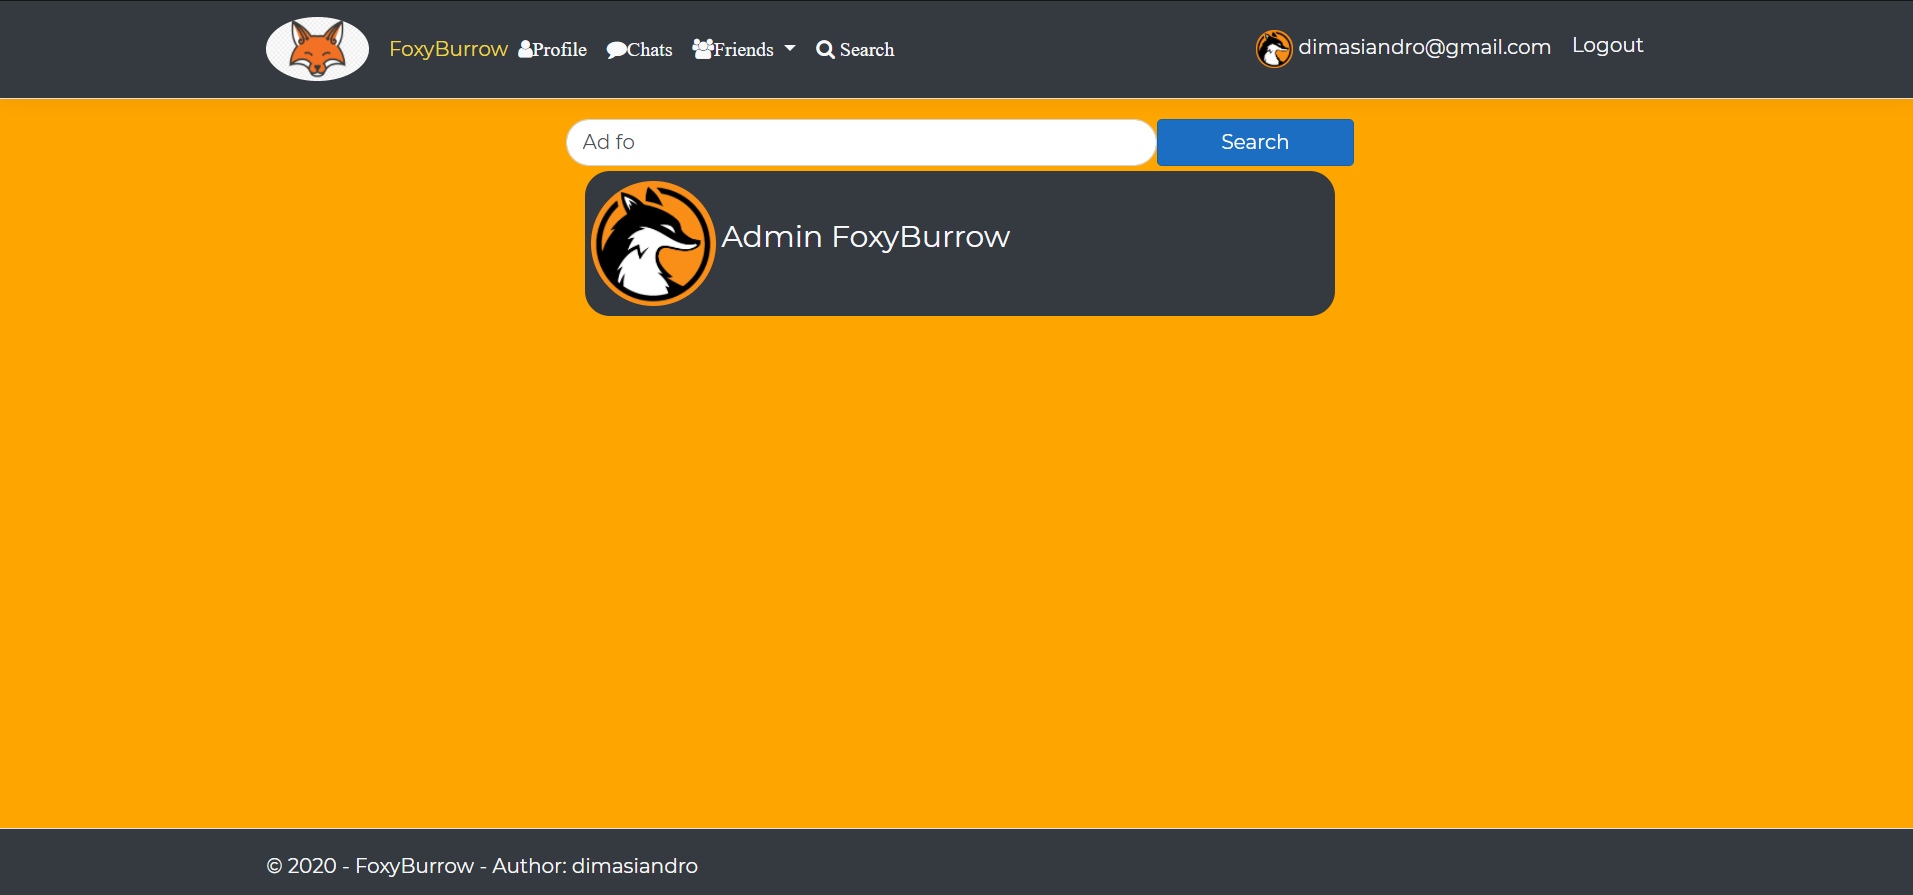 FoxyBurrow Profile Chats Friends Search dimasiandro@gmail.com Logout
Ad fo Search
Admin FoxyBurrow
© 2020 - FoxyBurrow - Author: dimasiandro